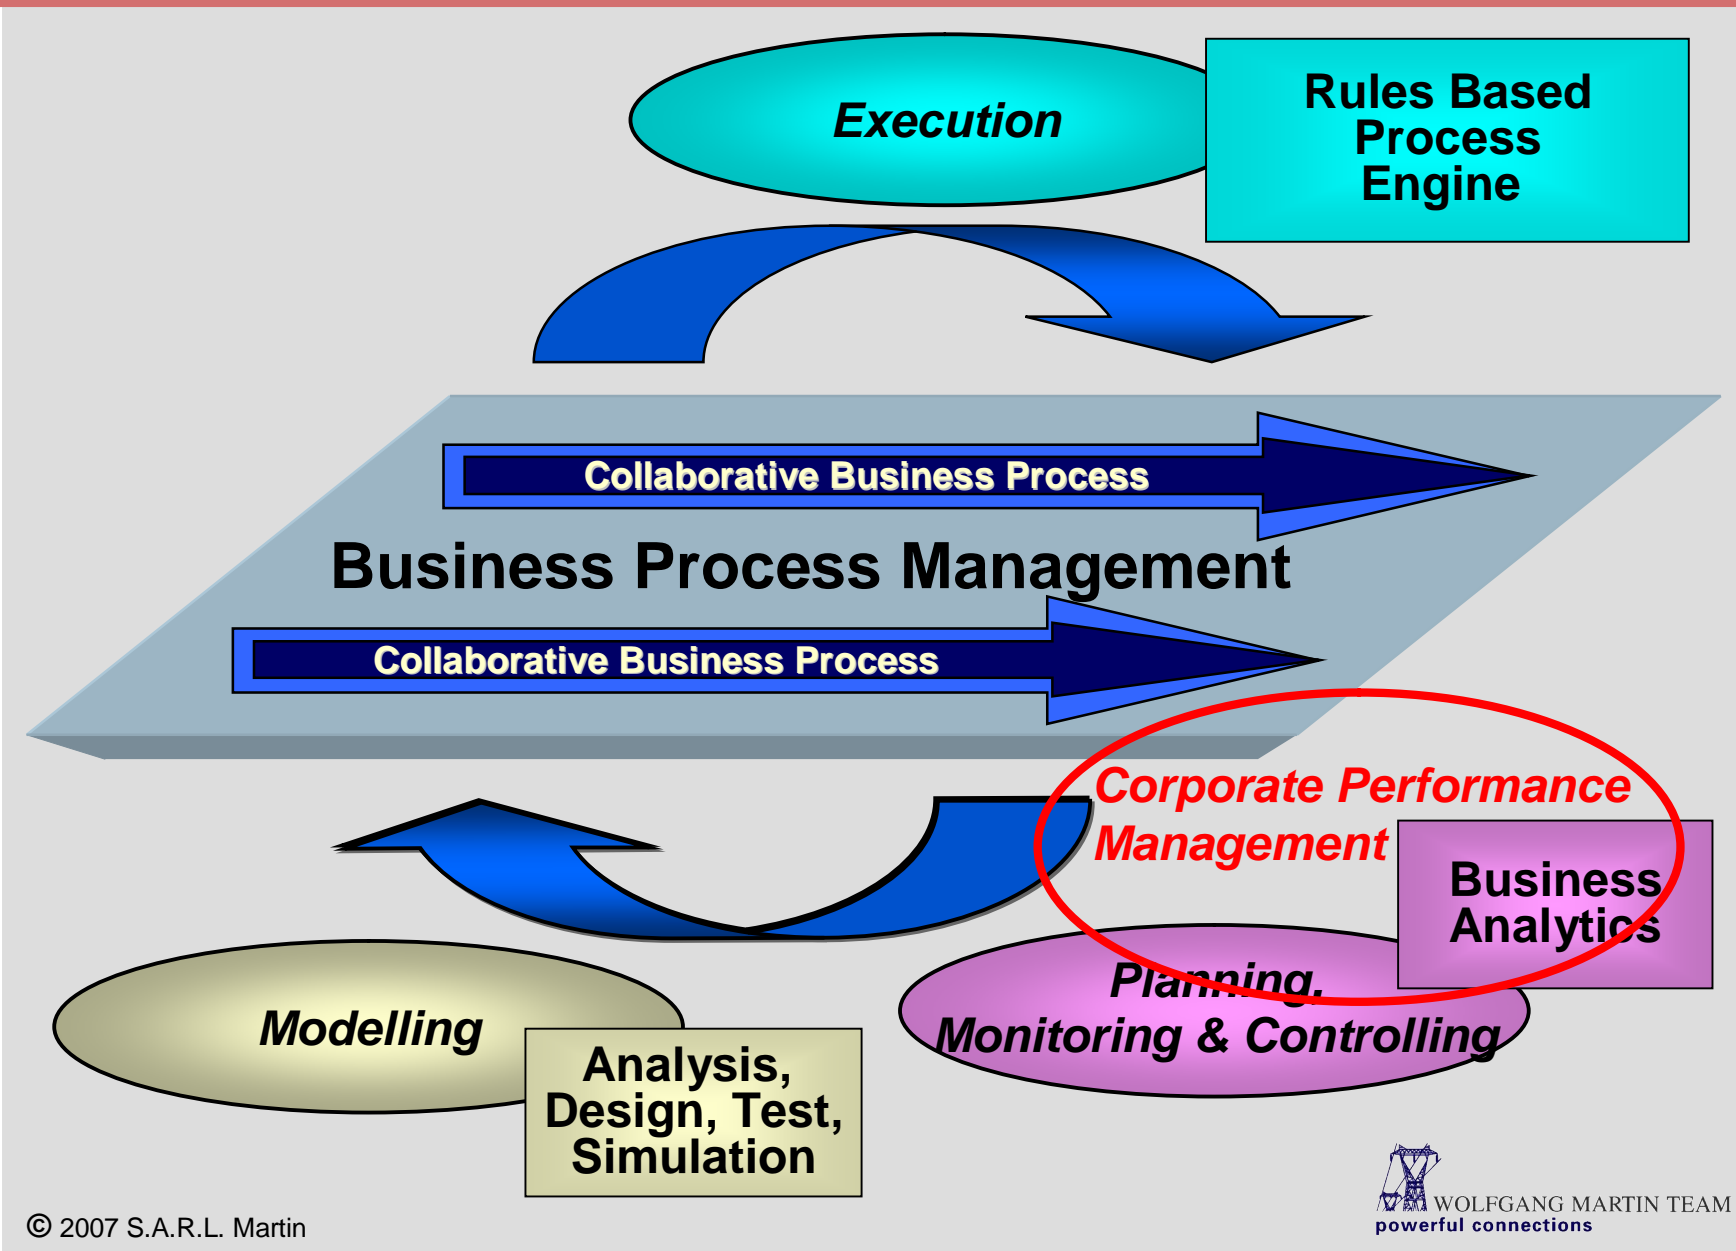 Execution
Rules Based
Process
Engine
Collaborative Business Process
Business Process Management
Collaborative Business Process
Corporate Performance
Management
Business
Analytics
Planning,
Monitoring & Controlling
Modelling
Analysis,
Design, Test,
Simulation
© 2007 S.A.R.L. Martin
WOLFGANG MARTIN TEAM
powerful connections